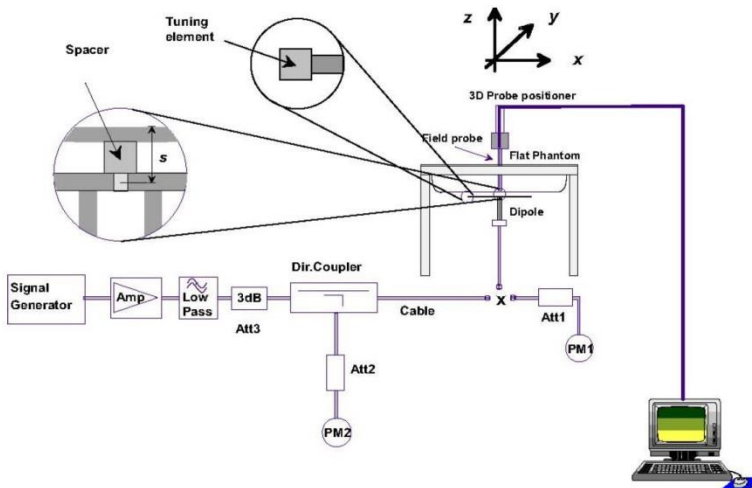 Tuning
element
Spacer
s
z
y
x
3D Probe positioner
Field probe
Flat Phantom
Dipole
Signal
Generator
Amp
Low
Pass
3dB
Att3
Dir.Coupler
Cable
x
Att1
PM1
Att2
PM2